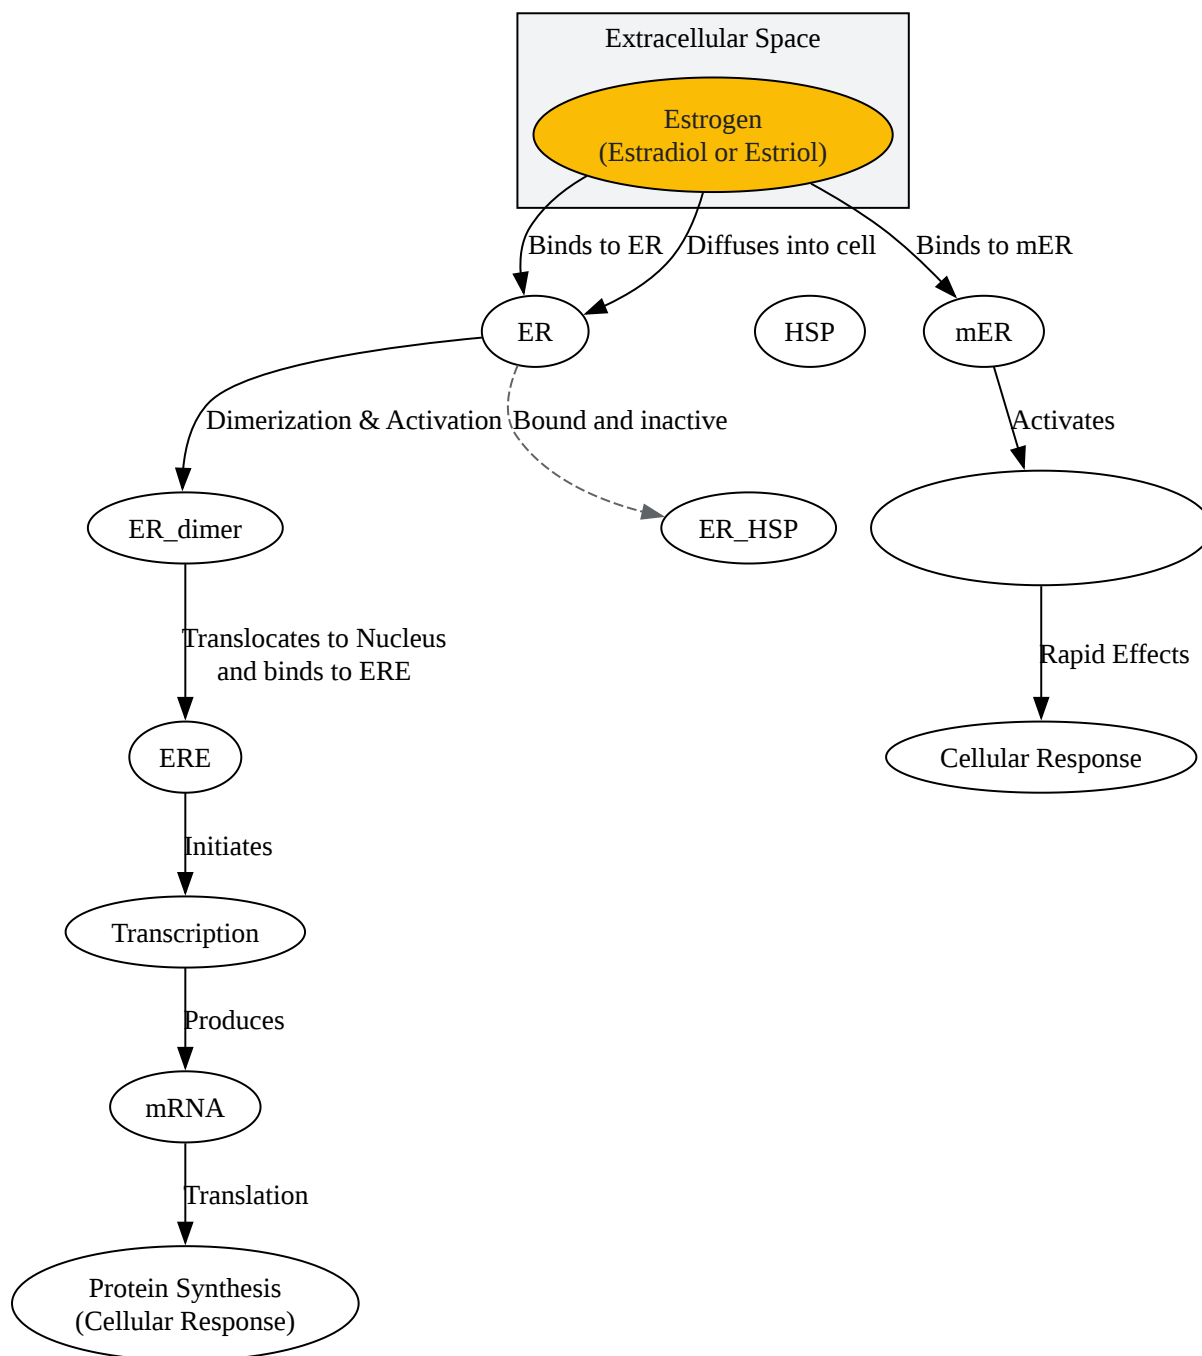 Extracellular Space
Estrogen
(Estradiol or Estriol)
Binds to ER
Diffuses into cell
Binds to mER
ER
HSP
mER
Dimerization & Activation
Bound and inactive
Activates
ER_dimer
ER_HSP
Translocates to Nucleus
and binds to ERE
Rapid Effects
ERE
Cellular Response
Initiates
Transcription
Produces
mRNA
Translation
Protein Synthesis
(Cellular Response)